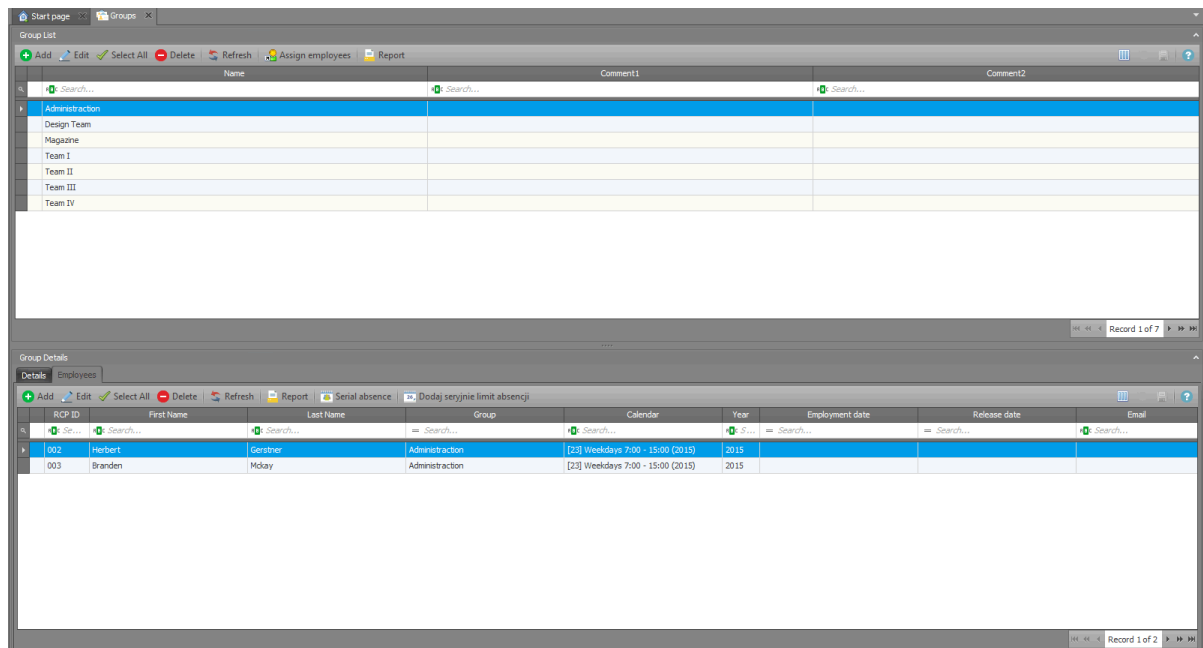 Start page Groups
Group List
Add Edit Select All Delete Refresh Assign employees Report
Name Comment1 Comment2
Search... Search... Search...
Administraction
Design Team
Magazine
Team I
Team II
Team III
Team IV
Record 1 of 7
Group Details
Details Employees
Add Edit Select All Delete Refresh Report Serial absence Dodaj seryjnie limit absencji
RCP ID First Name Last Name Group Calendar Year Employment date Release date Email
Se... Search... Search... = Search... Search... S... = Search... = Search... Search...
002 Herbert Gerstner Administraction [23] Weekdays 7:00 - 15:00 (2015) 2015
003 Branden Mckay Administraction [23] Weekdays 7:00 - 15:00 (2015) 2015
Record 1 of 2